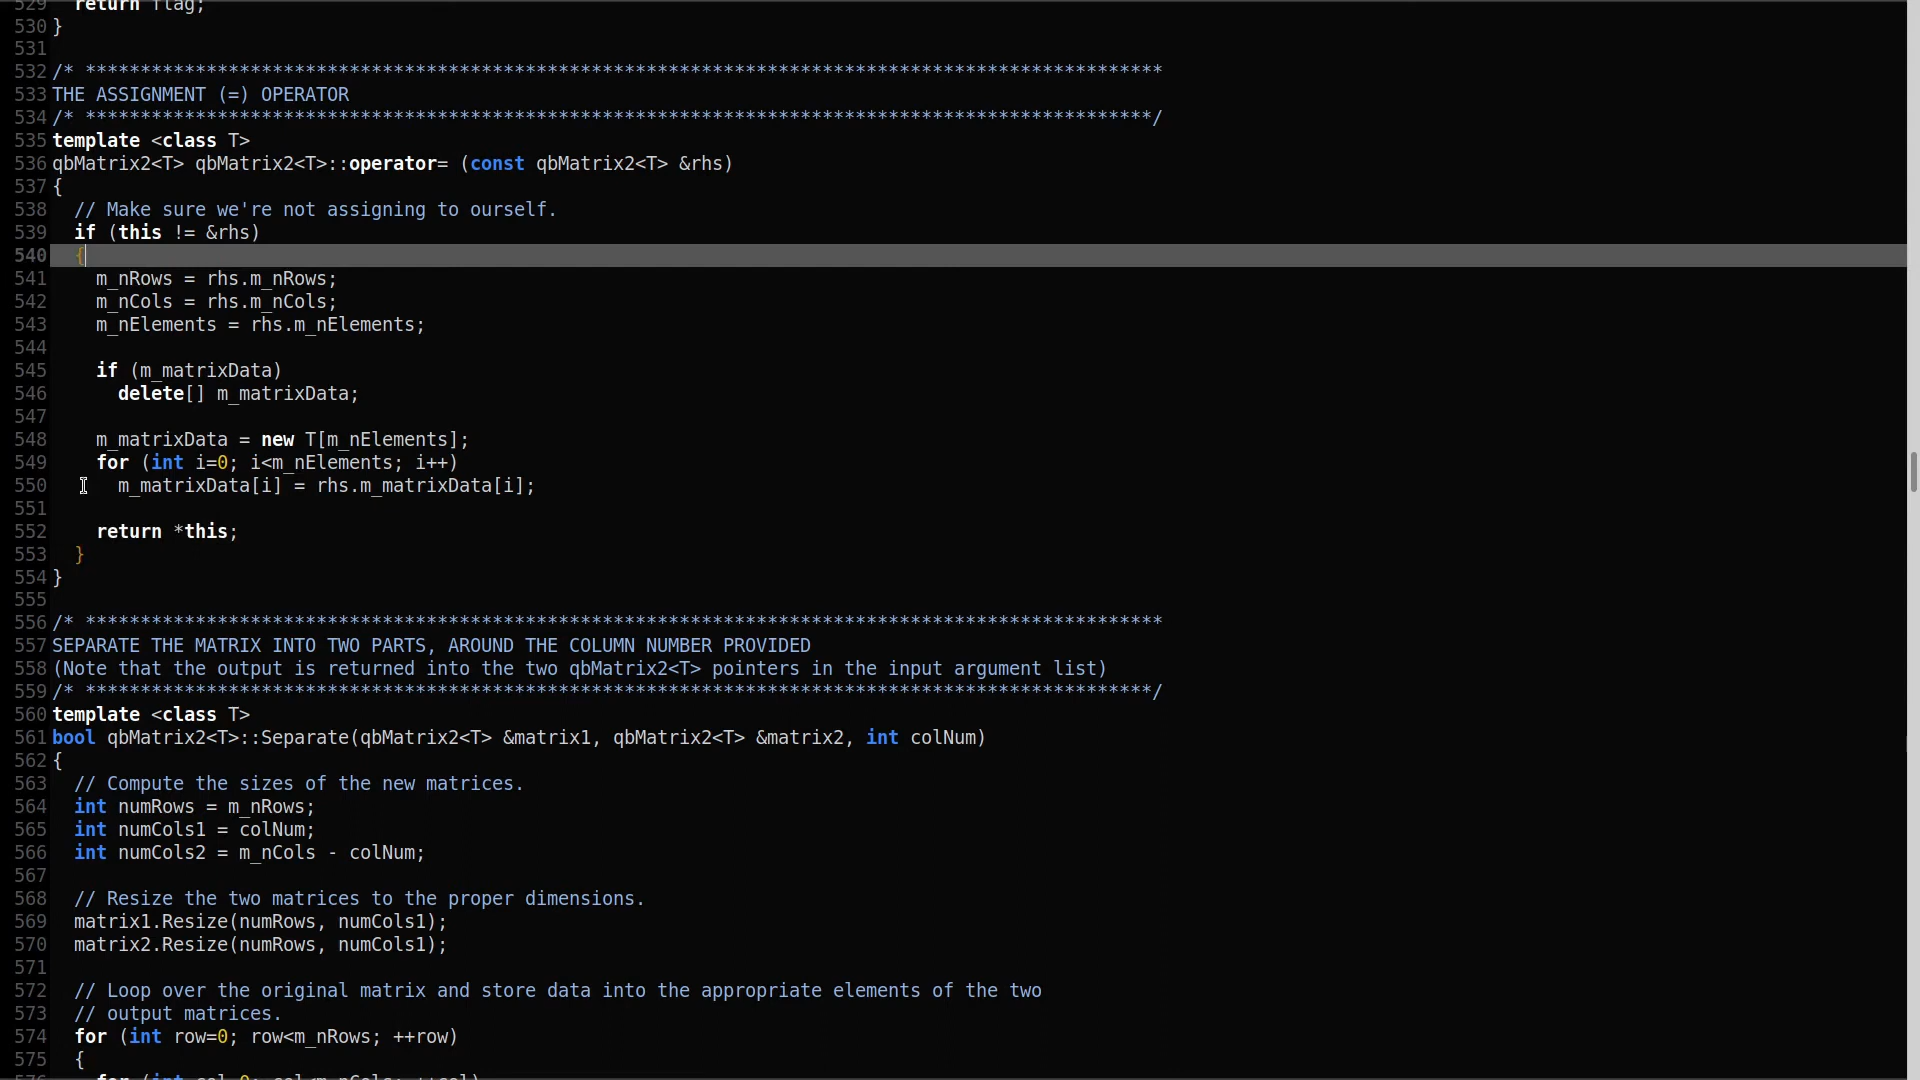 529 return flag;
530 }
531
532 /* **************************************************************************************************
533 THE ASSIGNMENT (=) OPERATOR
534 /* *************************************************************************************************/
535 template <class T>
536 qbMatrix2<T> qbMatrix2<T>::operator= (const qbMatrix2<T> &rhs)
537 {
538   // Make sure we're not assigning to ourself.
539   if (this != &rhs)
540   {
541     m_nRows = rhs.m_nRows;
542     m_nCols = rhs.m_nCols;
543     m_nElements = rhs.m_nElements;
544
545     if (m_matrixData)
546       delete[] m_matrixData;
547
548     m_matrixData = new T[m_nElements];
549     for (int i=0; i<m_nElements; i++)
550       m_matrixData[i] = rhs.m_matrixData[i];
551
552     return *this;
553   }
554 }
555
556 /* **************************************************************************************************
557 SEPARATE THE MATRIX INTO TWO PARTS, AROUND THE COLUMN NUMBER PROVIDED
558 (Note that the output is returned into the two qbMatrix2<T> pointers in the input argument list)
559 /* *************************************************************************************************/
560 template <class T>
561 bool qbMatrix2<T>::Separate(qbMatrix2<T> &matrix1, qbMatrix2<T> &matrix2, int colNum)
562 {
563   // Compute the sizes of the new matrices.
564   int numRows = m_nRows;
565   int numCols1 = colNum;
566   int numCols2 = m_nCols - colNum;
567
568   // Resize the two matrices to the proper dimensions.
569   matrix1.Resize(numRows, numCols1);
570   matrix2.Resize(numRows, numCols1);
571
572   // Loop over the original matrix and store data into the appropriate elements of the two
573   // output matrices.
574   for (int row=0; row<m_nRows; ++row)
575   {
576     for (int col=0; col<m_nCols; ++col)